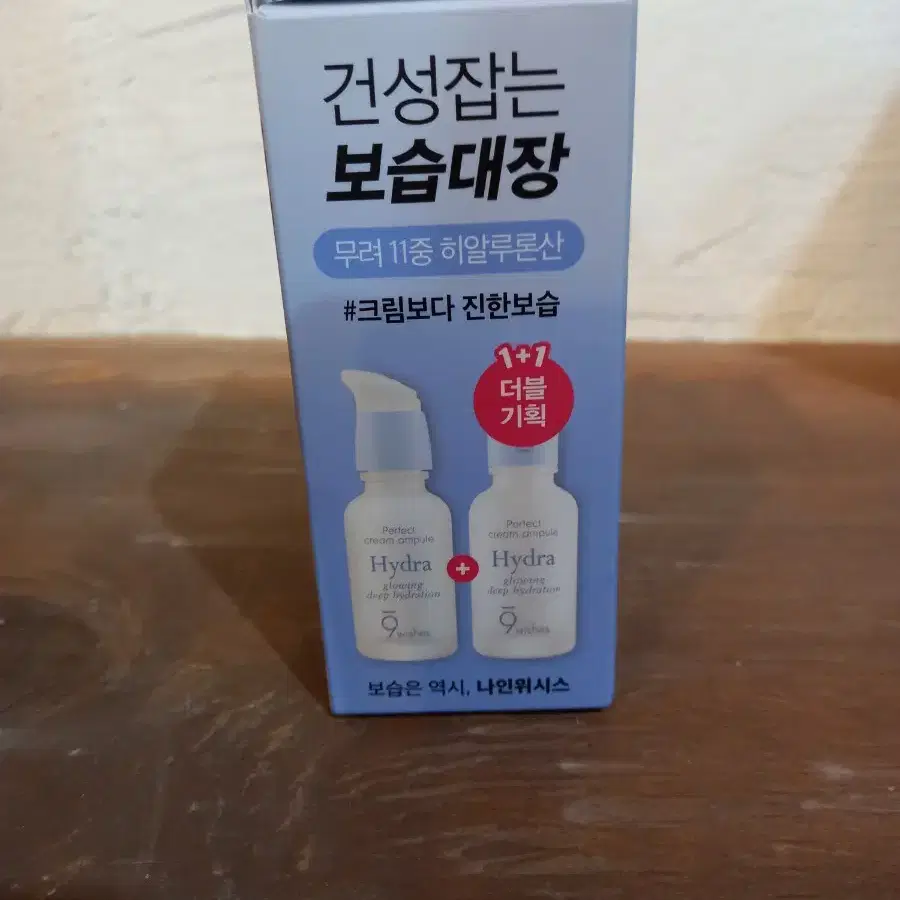 건성잡는
보습대장
무려 11중 히알루론산
#크림보다 진한보습
1+1
더블
기획
Perfect
cream ampule
Hydra
glowing
deep hydration
9 wishes
+
Perfect
cream ampule
Hydra
glowing
deep hydration
9 wishes
보습은 역시, 나인위시스